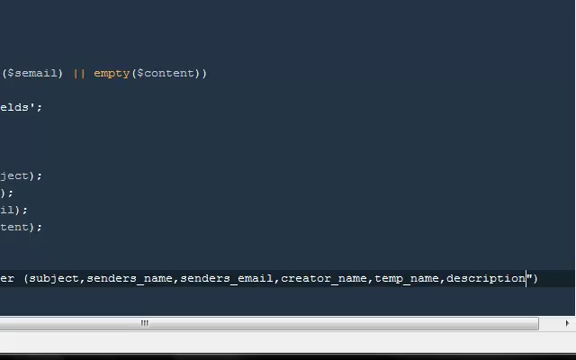 ($semail) || empty($content))
elds';
ject);
);
il);
tent);
er (subject,senders_name,senders_email,creator_name,temp_name,description")